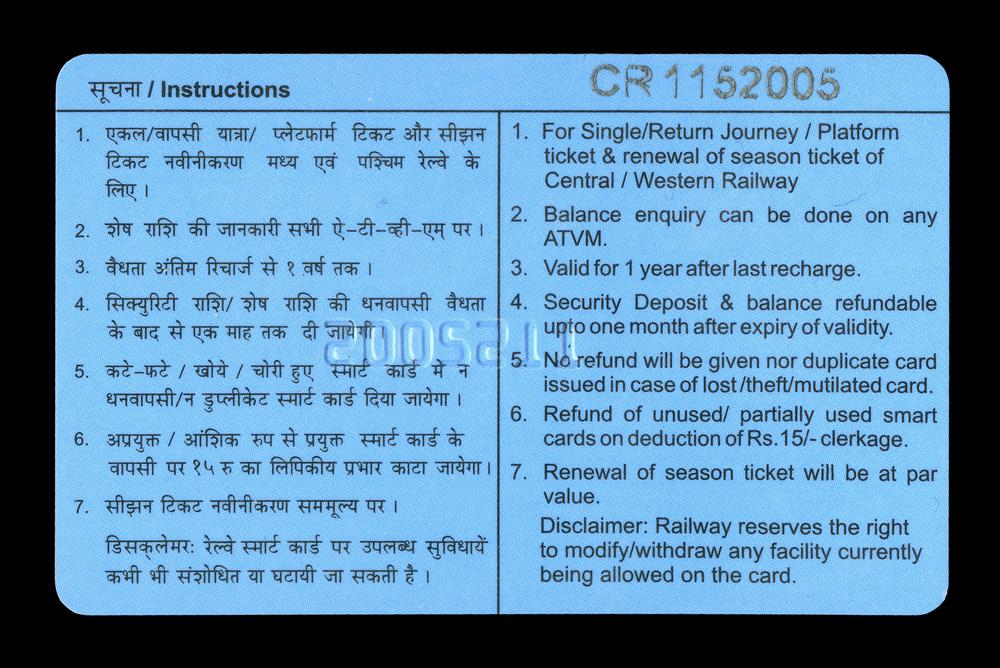 सूचना / Instructions
CR 1152005
1. एकल/वापसी यात्रा/ प्लेटफार्म टिकट और सीझन
टिकट नवीनीकरण मध्य एवं पश्चिम रेल्वे के
लिए ।
2. शेष राशि की जानकारी सभी ऐ-टी-व्ही-एम् पर ।
3. वैधता अंतिम रिचार्ज से १ वर्ष तक ।
4. सिक्युरिटी राशि/ शेष राशि की धनवापसी वैधता
के बाद से एक माह तक दी जायेगी ।
5. कटे-फटे / खोये / चोरी हुए स्मार्ट कार्ड में न
धनवापसी/न डुप्लीकेट स्मार्ट कार्ड दिया जायेगा ।
6. अप्रयुक्त / आंशिक रुप से प्रयुक्त स्मार्ट कार्ड के
वापसी पर १५ रु का लिपिकीय प्रभार काटा जायेगा ।
7. सीझन टिकट नवीनीकरण सममूल्य पर ।
डिसक्लेमरः रेल्वे स्मार्ट कार्ड पर उपलब्ध सुविधायें
कभी भी संशोधित या घटायी जा सकती है ।
1. For Single/Return Journey / Platform
ticket & renewal of season ticket of
Central / Western Railway
2. Balance enquiry can be done on any
ATVM.
3. Valid for 1 year after last recharge.
4. Security Deposit & balance refundable
upto one month after expiry of validity.
5. No refund will be given nor duplicate card
issued in case of lost /theft/mutilated card.
6. Refund of unused/ partially used smart
cards on deduction of Rs.15/- clerkage.
7. Renewal of season ticket will be at par
value.
Disclaimer: Railway reserves the right
to modify/withdraw any facility currently
being allowed on the card.